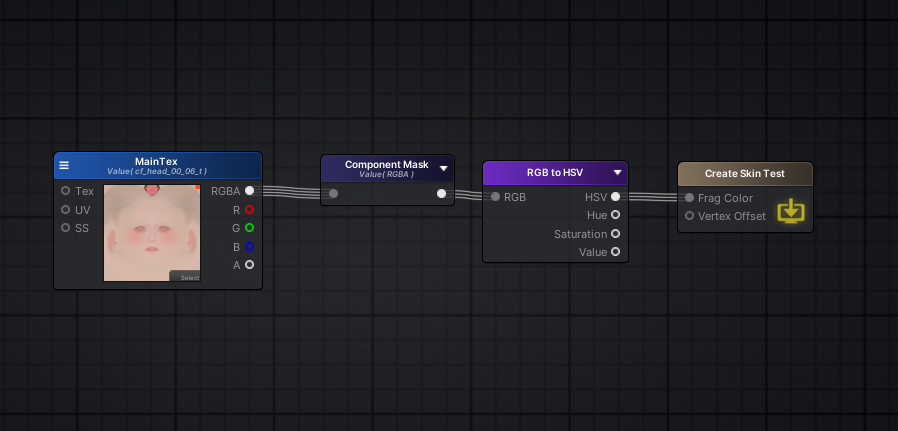 MainTex
Value( cf_head_00_06_t )
Tex
UV
SS
Select
RGBA
R
G
B
A
Component Mask
Value( RGBA )
RGB to HSV
RGB
HSV
Hue
Saturation
Value
Create Skin Test
Frag Color
Vertex Offset